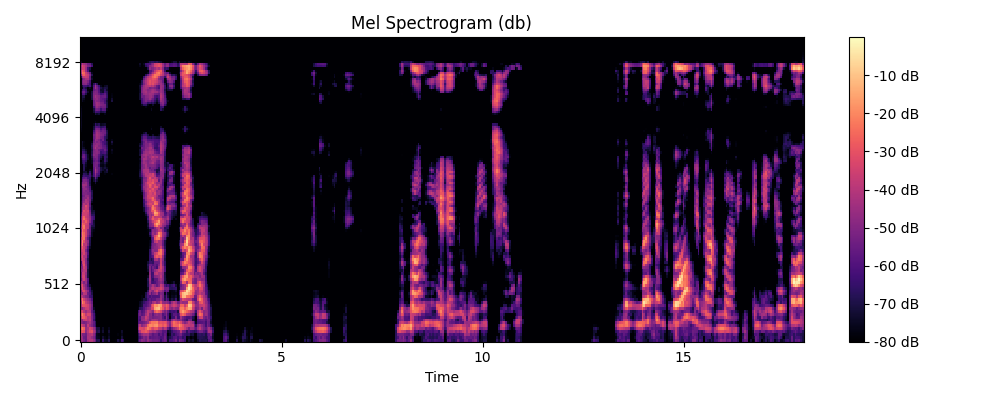 Mel Spectrogram (db)
Hz
8192
4096
2048
1024
512
0
0 5 10 15
Time
-10 dB
-20 dB
-30 dB
-40 dB
-50 dB
-60 dB
-70 dB
-80 dB